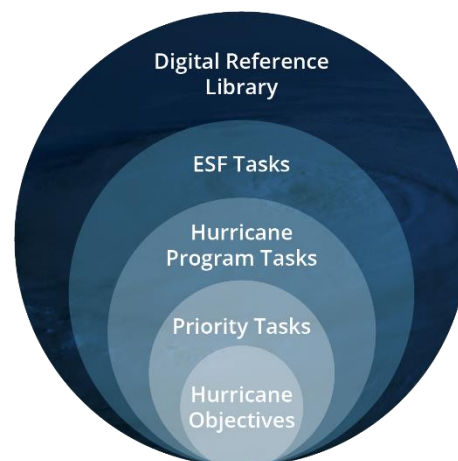 Digital Reference
Library
ESF Tasks
Hurricane
Program Tasks
Priority Tasks
Hurricane
Objectives